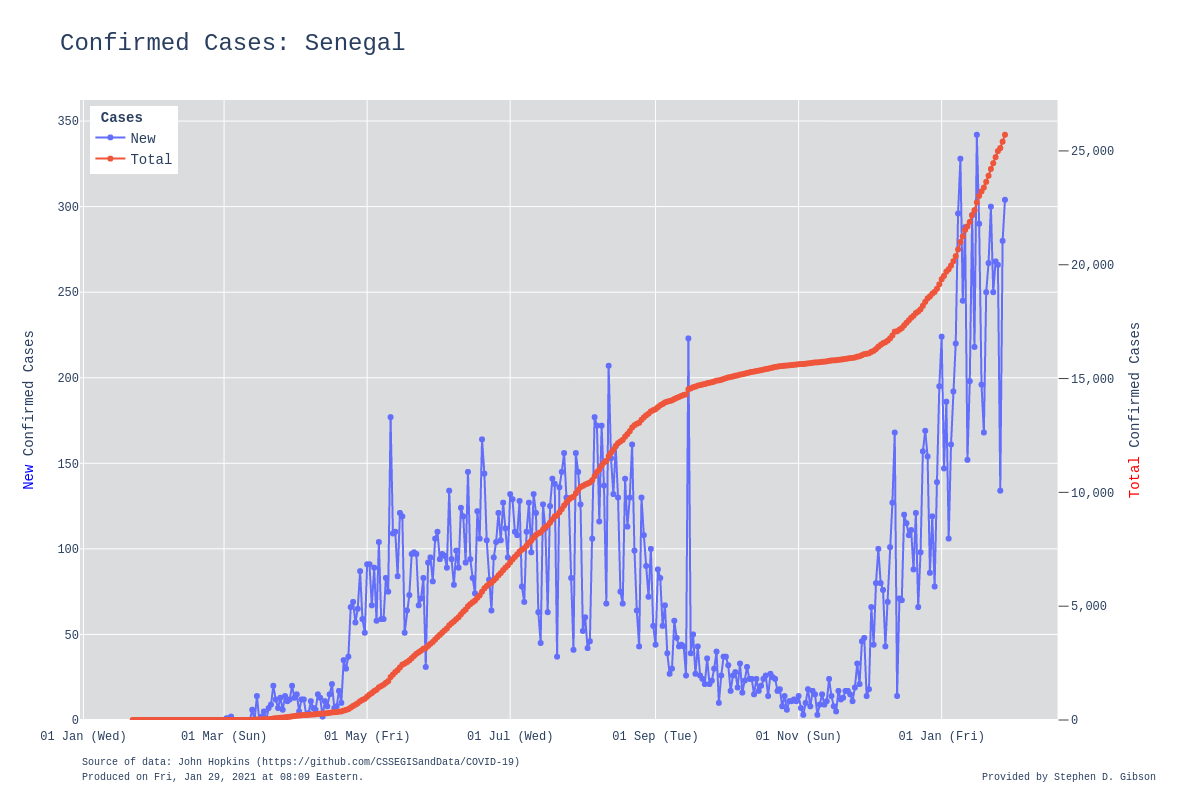 Confirmed Cases: Senegal
Cases
New
Total
350
300
250
200
150
100
50
0
25,000
20,000
15,000
10,000
5,000
0
New Confirmed Cases
Total Confirmed Cases
01 Jan (Wed)
01 Mar (Sun)
01 May (Fri)
01 Jul (Wed)
01 Sep (Tue)
01 Nov (Sun)
01 Jan (Fri)
Source of data: John Hopkins (https://github.com/CSSEGISandData/COVID-19)
Produced on Fri, Jan 29, 2021 at 08:09 Eastern.
Provided by Stephen D. Gibson